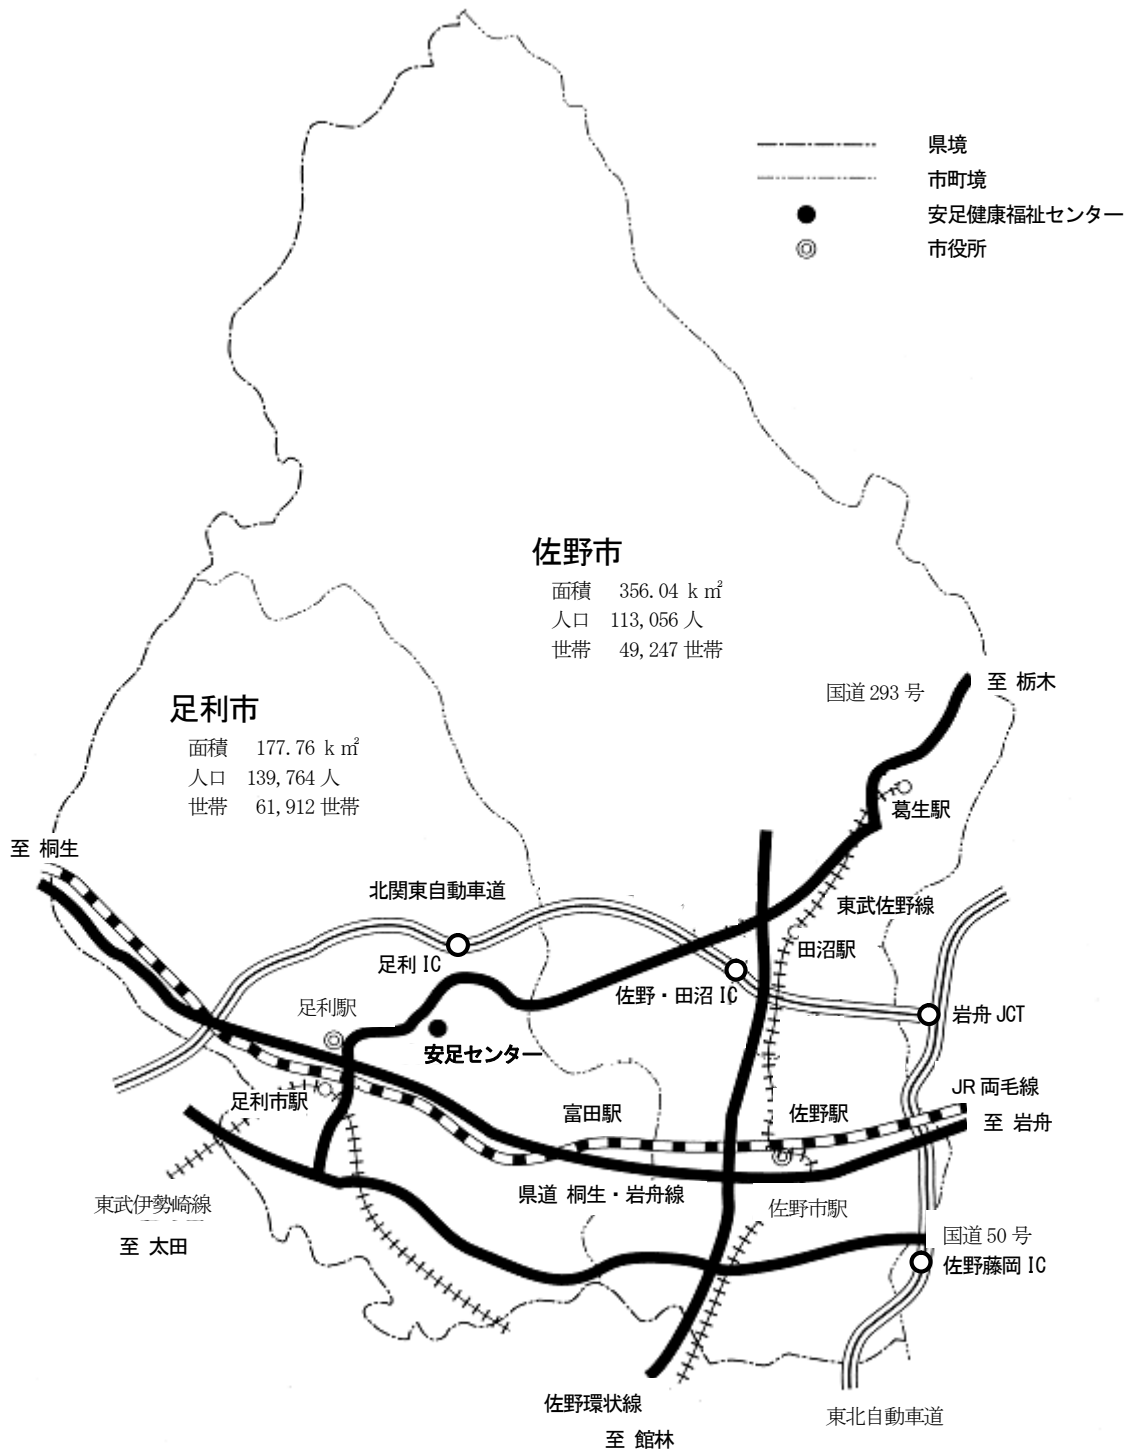 県境
市町境
安足健康福祉センター
市役所
佐野市
面積 356.04 k㎡
人口 113,056 人
世帯 49,247 世帯
国道 293 号
至 栃木
足利市
面積 177.76 k㎡
人口 139,764 人
世帯 61,912 世帯
葛生駅
至 桐生
北関東自動車道
東武佐野線
田沼駅
足利 IC
佐野・田沼 IC
足利駅
岩舟 JCT
安足センター
JR 両毛線
足利市駅
富田駅
佐野駅
至 岩舟
県道 桐生・岩舟線
東武伊勢崎線
佐野市駅
至 太田
国道 50 号
佐野藤岡 IC
佐野環状線
東北自動車道
至 館林